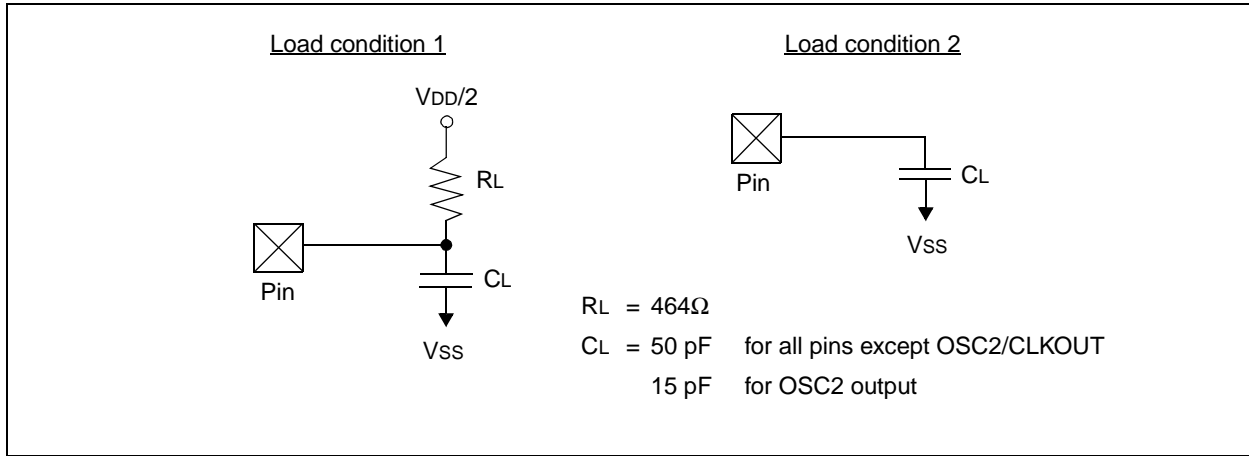 Load condition 1
VDD/2
RL
Pin
CL
VSS
Load condition 2
Pin
CL
VSS
RL = 464Ω
CL = 50 pF for all pins except OSC2/CLKOUT
15 pF for OSC2 output